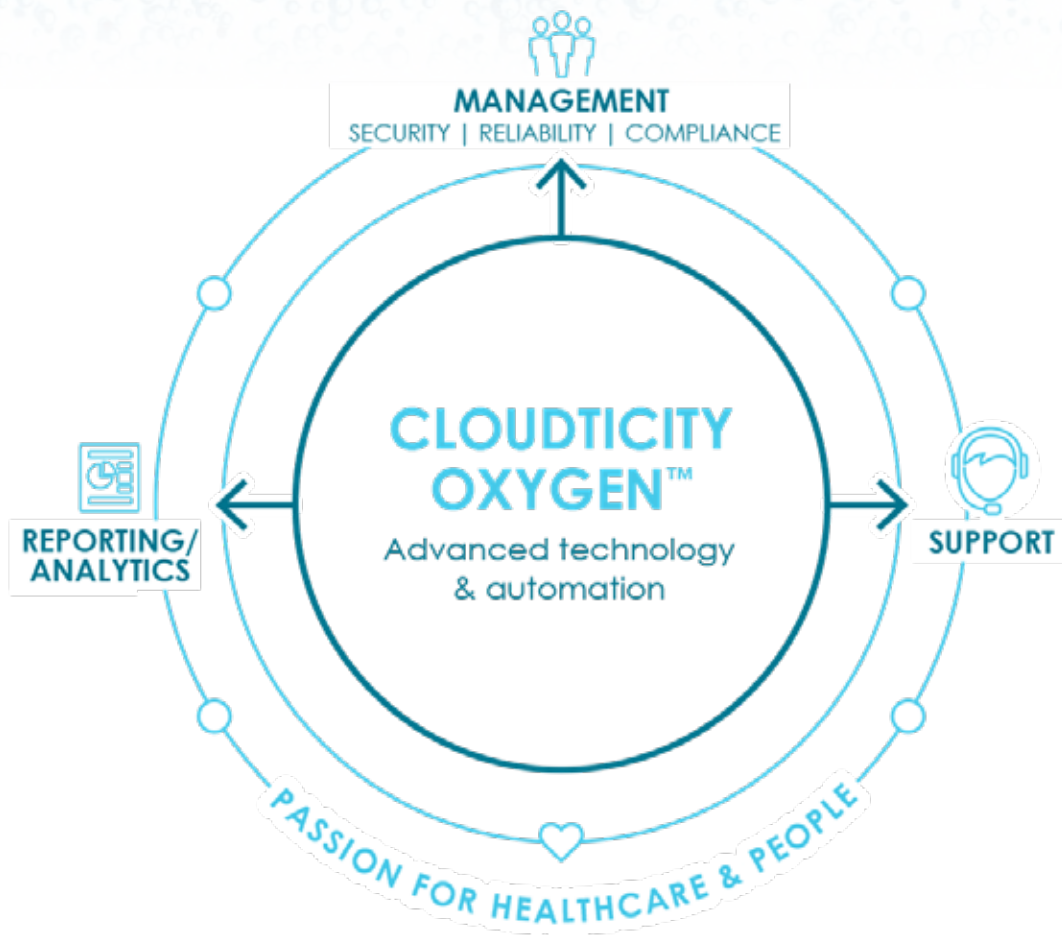 MANAGEMENT
SECURITY | RELIABILITY | COMPLIANCE
CLOUDTICITY
OXYGEN™
Advanced technology
& automation
REPORTING/
ANALYTICS
SUPPORT
PASSION FOR HEALTHCARE & PEOPLE